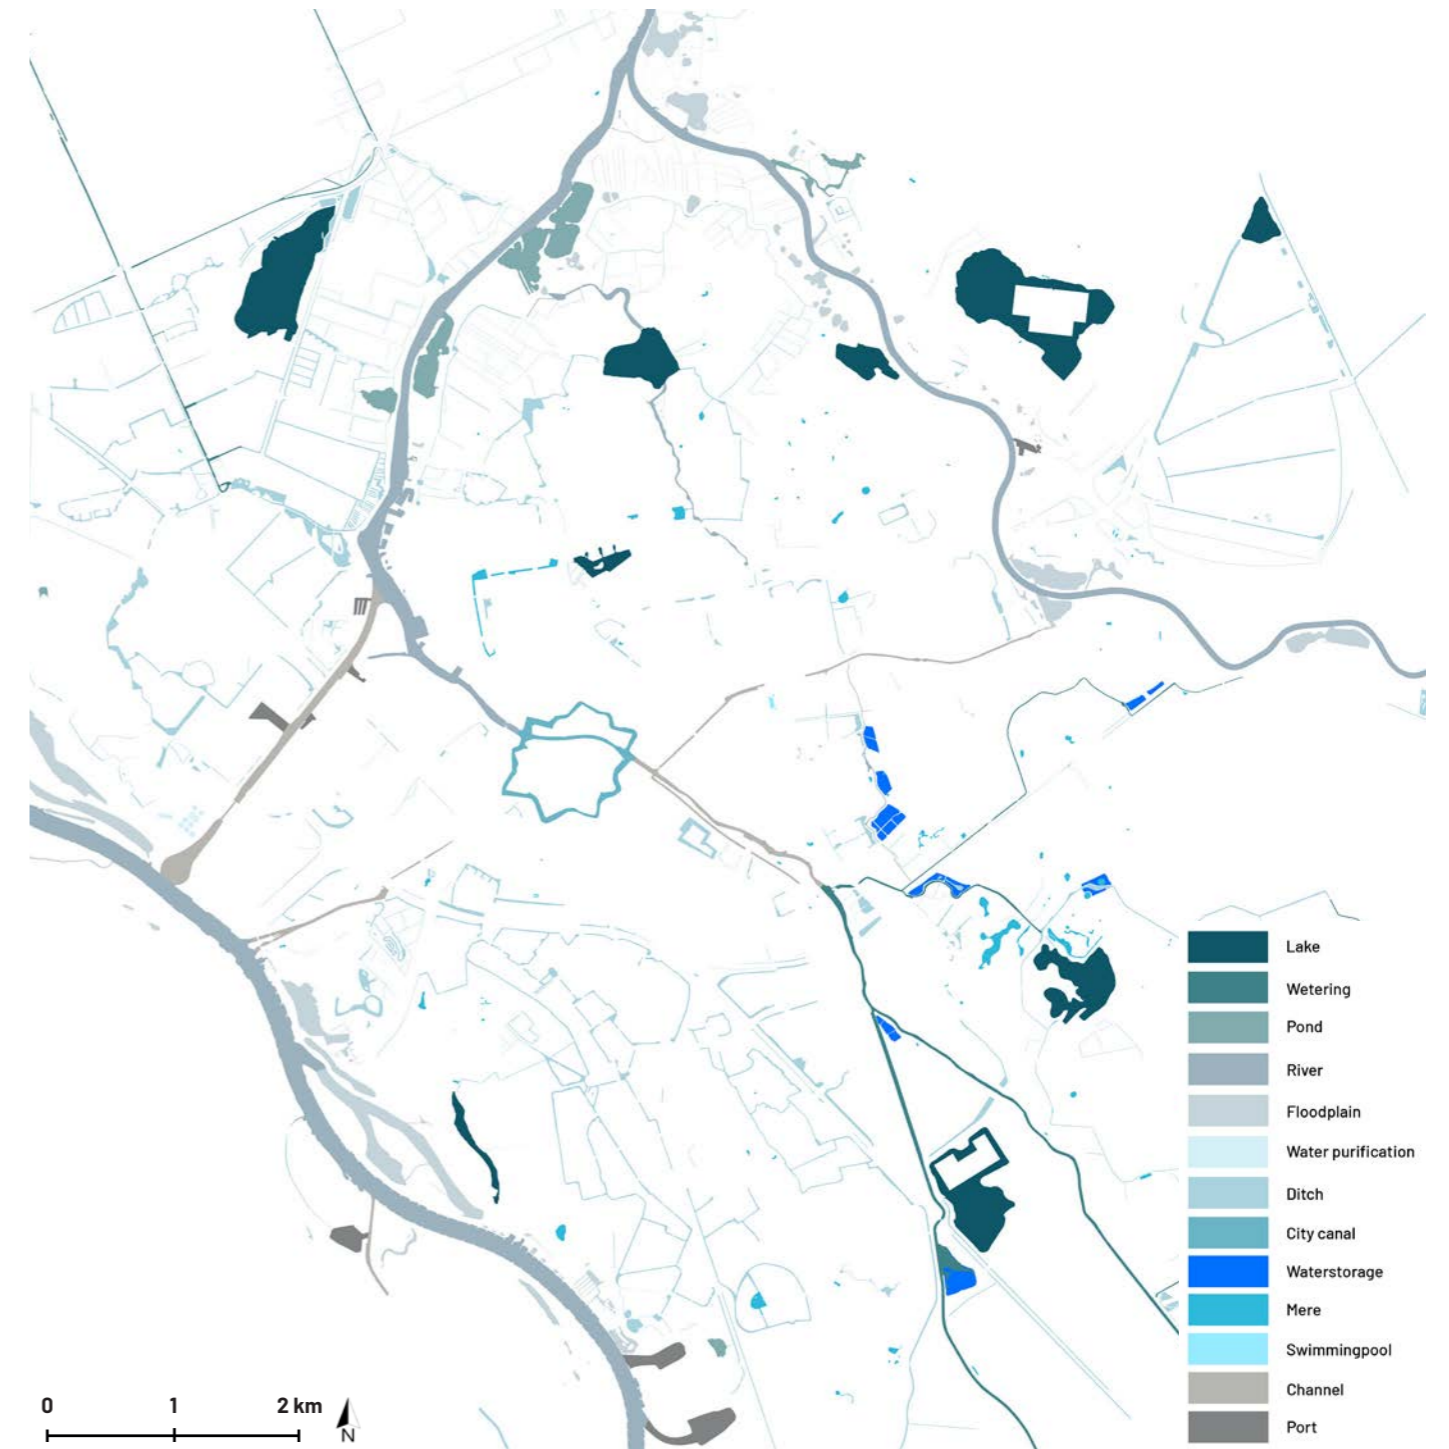 Lake
Wetering
Pond
River
Floodplain
Water purification
Ditch
City canal
Waterstorage
Mere
Swimmingpool
Channel
Port
0 1 2 km
N